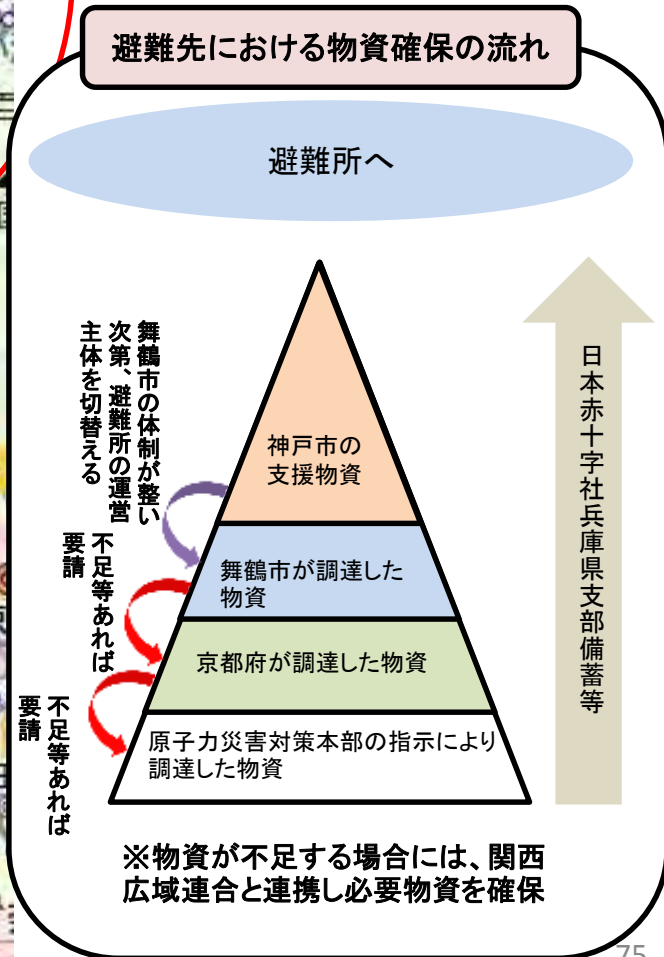 避難先における物資確保の流れ
避難所へ
舞鶴市の体制が整い
次第、避難所の運営
主体を切替える
神戸市の
支援物資
不足等あれば
要請
舞鶴市が調達した
物資
京都府が調達した物資
不足等あれば
要請
原子力災害対策本部の指示により
調達した物資
日本赤十字社兵庫県支部備蓄等
※物資が不足する場合には、関西
広域連合と連携し必要物資を確保
75